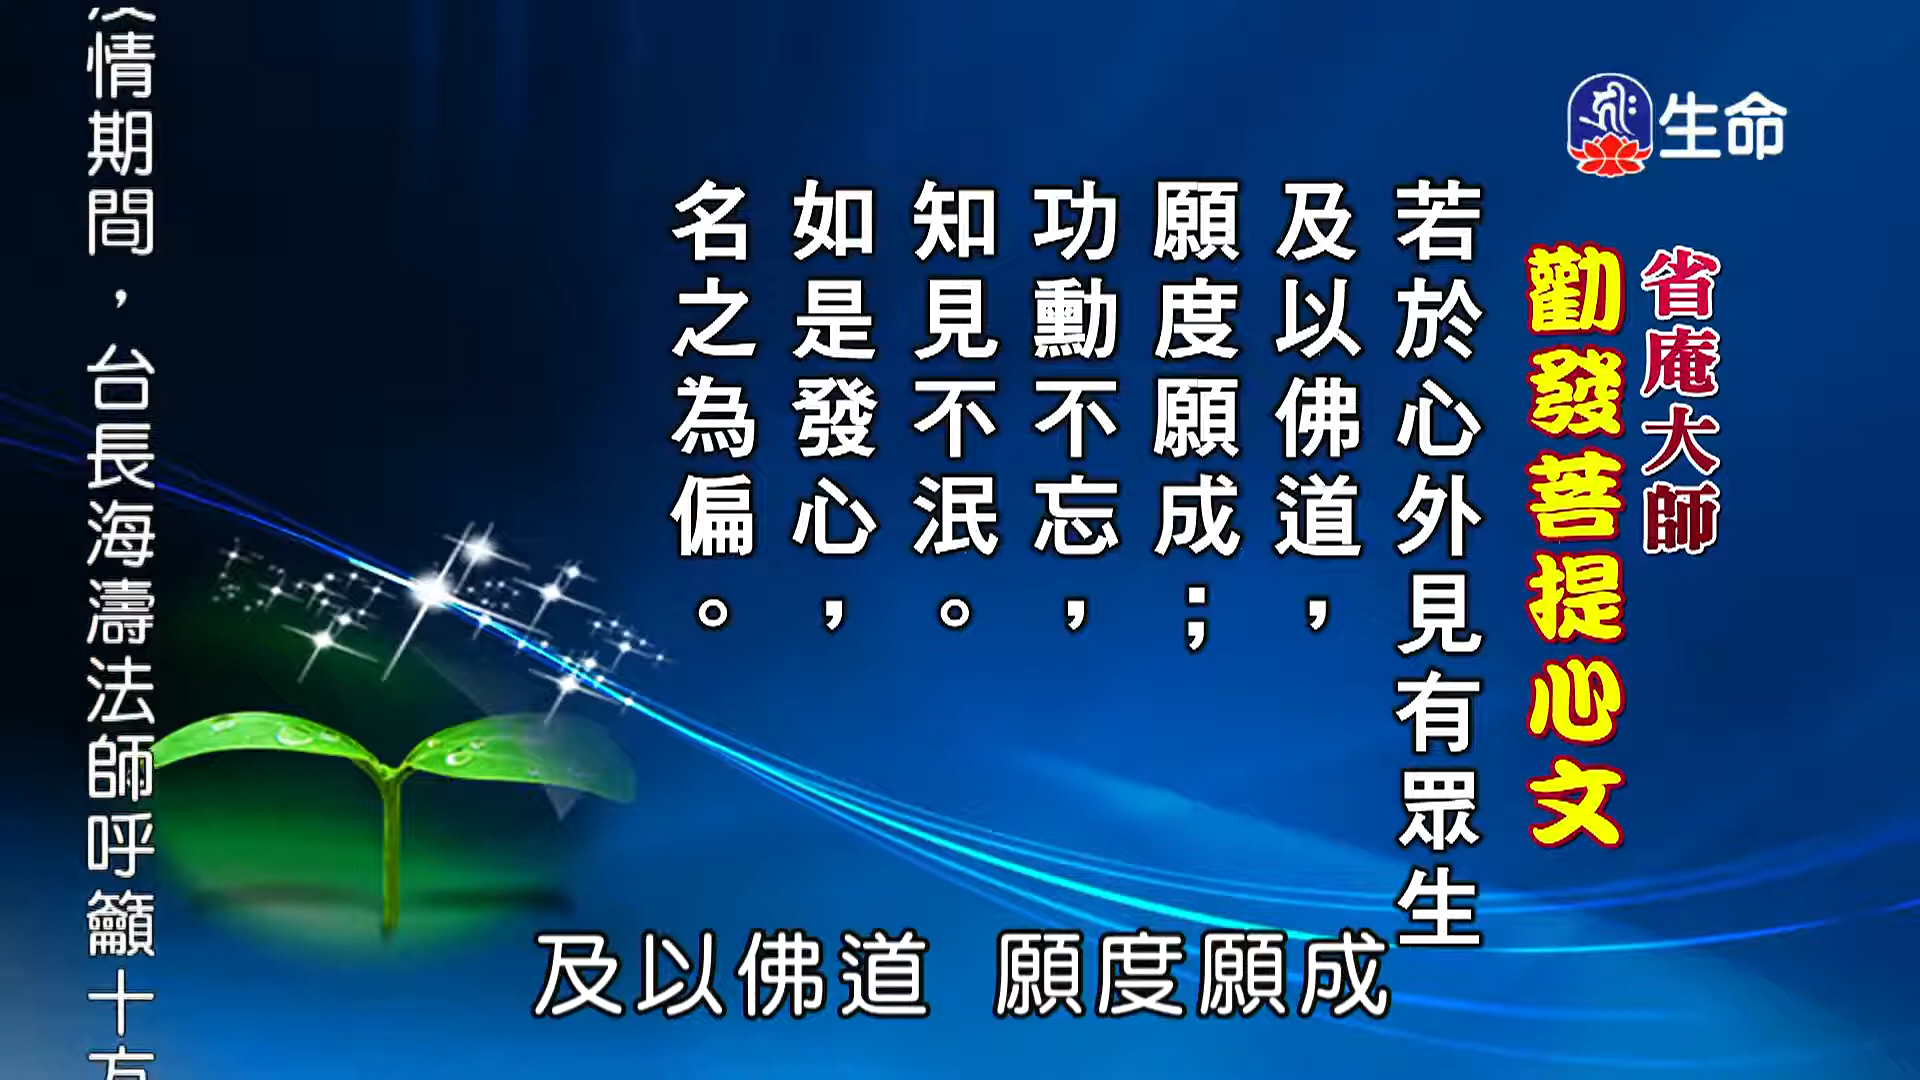 生命
省庵大師
勸發菩提心文
若於心外見有眾生
及以佛道，
願度願成；
功勳不忘，
知見不泯。
如是發心，
名之為偏。
情期間，台長海濤法師呼籲十方
及以佛道 願度願成